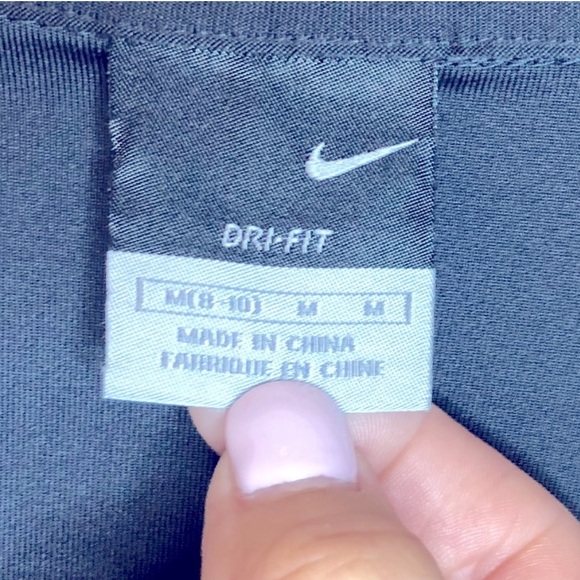 DRI-FIT
M(8-10) M M
MADE IN CHINA
FABRIQUE EN CHINE